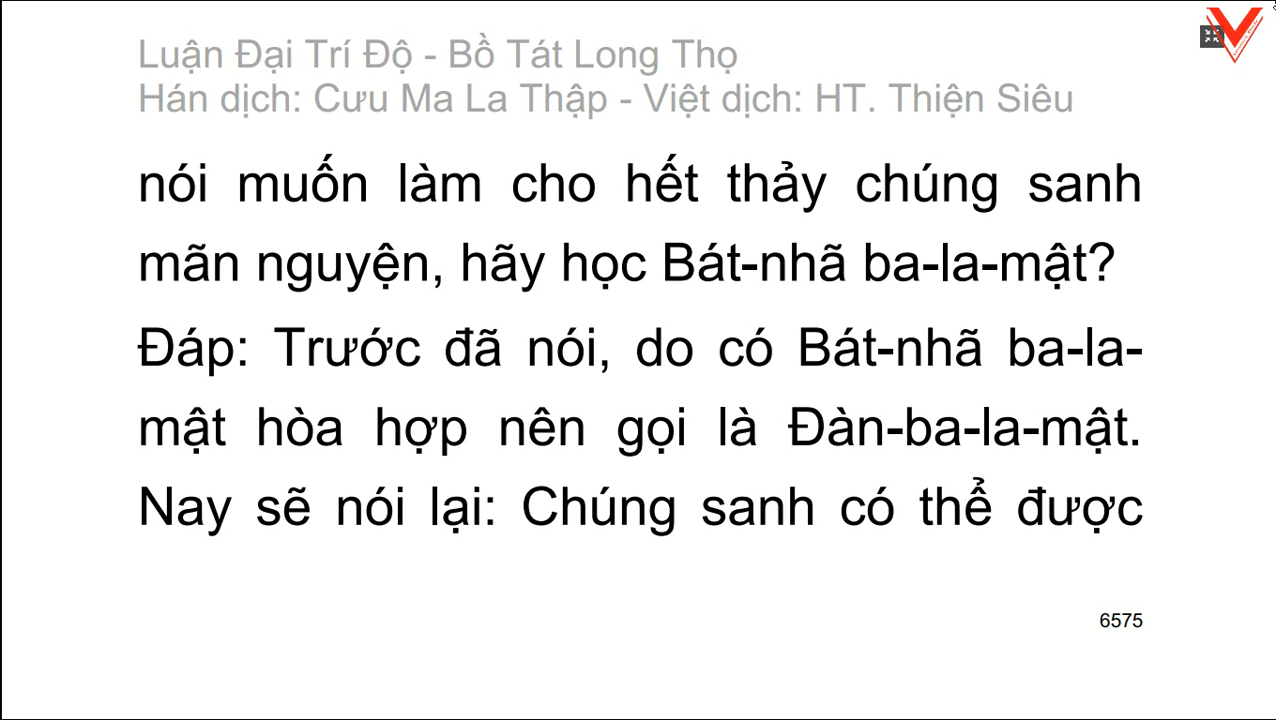 Luận Đại Trí Độ - Bồ Tát Long Thọ
Hán dịch: Cưu Ma La Thập - Việt dịch: HT. Thiện Siêu
nói muốn làm cho hết thảy chúng sanh
mãn nguyện, hãy học Bát-nhã ba-la-mật?
Đáp: Trước đã nói, do có Bát-nhã ba-la-
mật hòa hợp nên gọi là Đàn-ba-la-mật.
Nay sẽ nói lại: Chúng sanh có thể được
6575